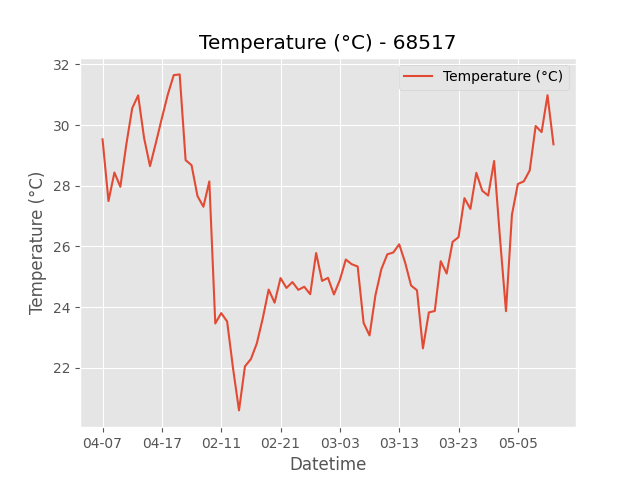 Temperature (°C) - 68517
Temperature (°C)
32
30
28
26
24
22
Temperature (°C)
04-07 04-17 02-11 02-21 03-03 03-13 03-23 05-05
Datetime